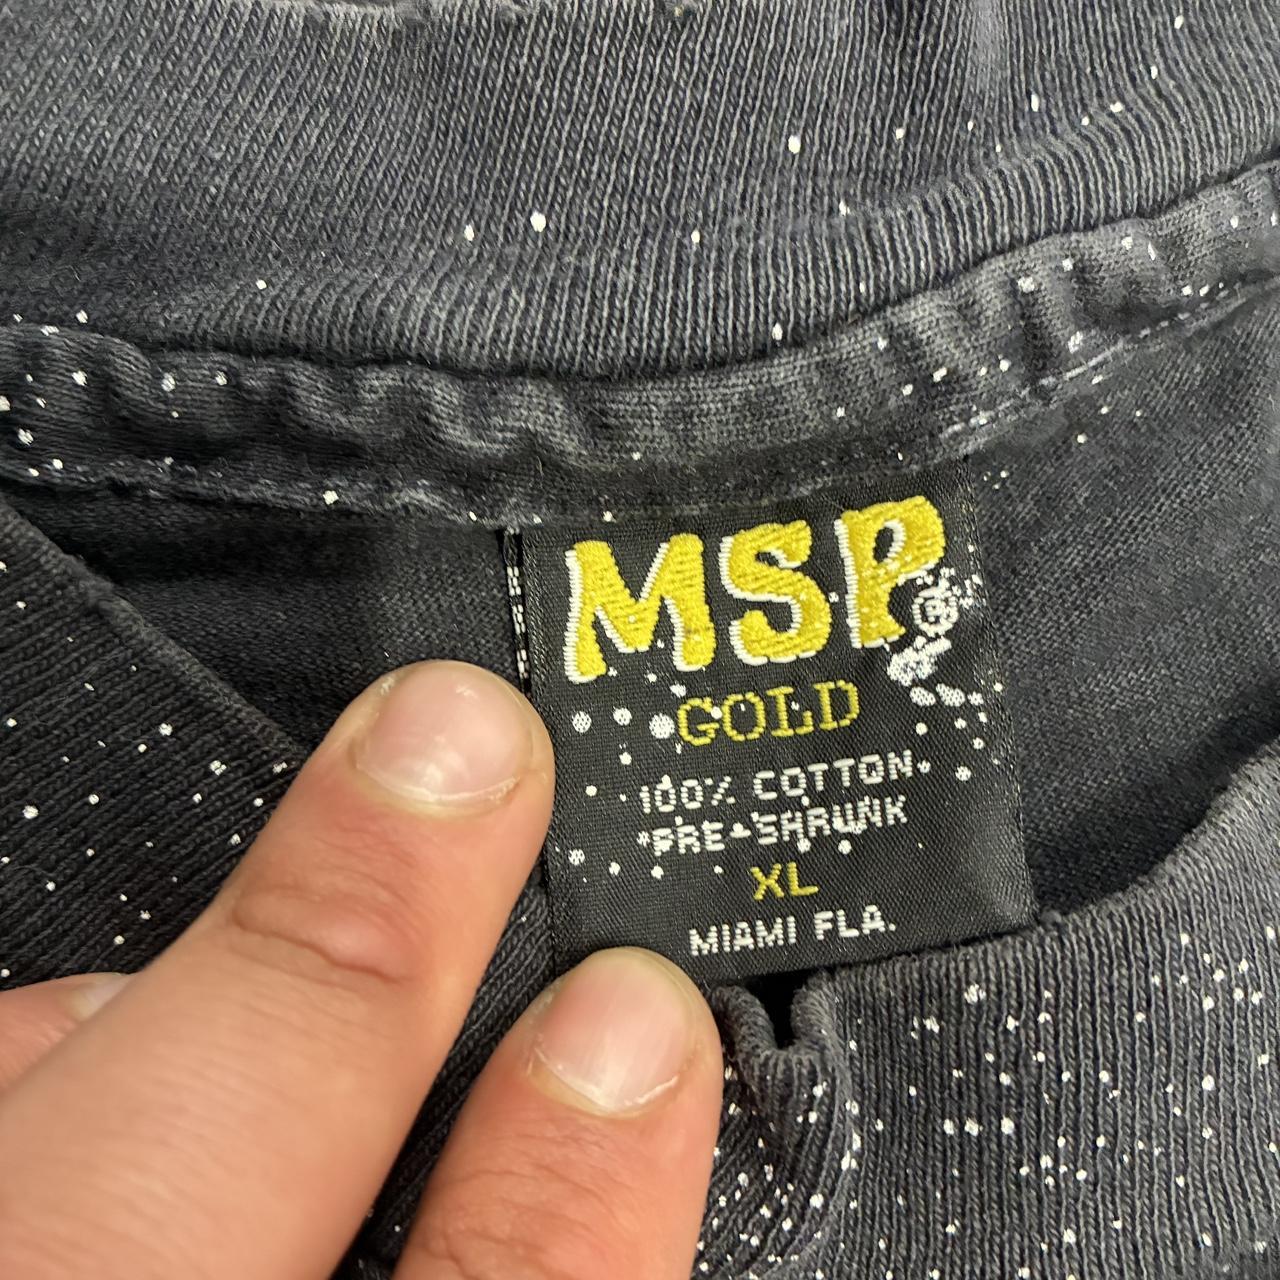 MSP®
GOLD
100% COTTON
PRE-SHRUNK
XL
MIAMI FLA.